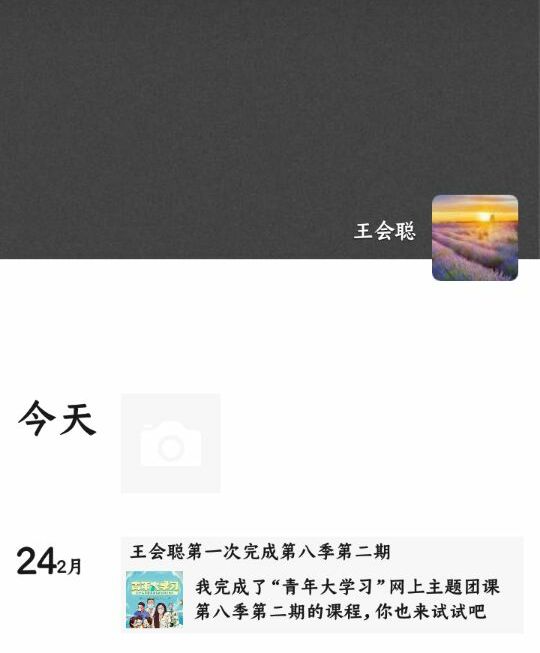 王会聪
今天
24 2月
王会聪第一次完成第八季第二期
青年大学习
我完成了“青年大学习”网上主题团课
第八季第二期的课程,你也来试试吧